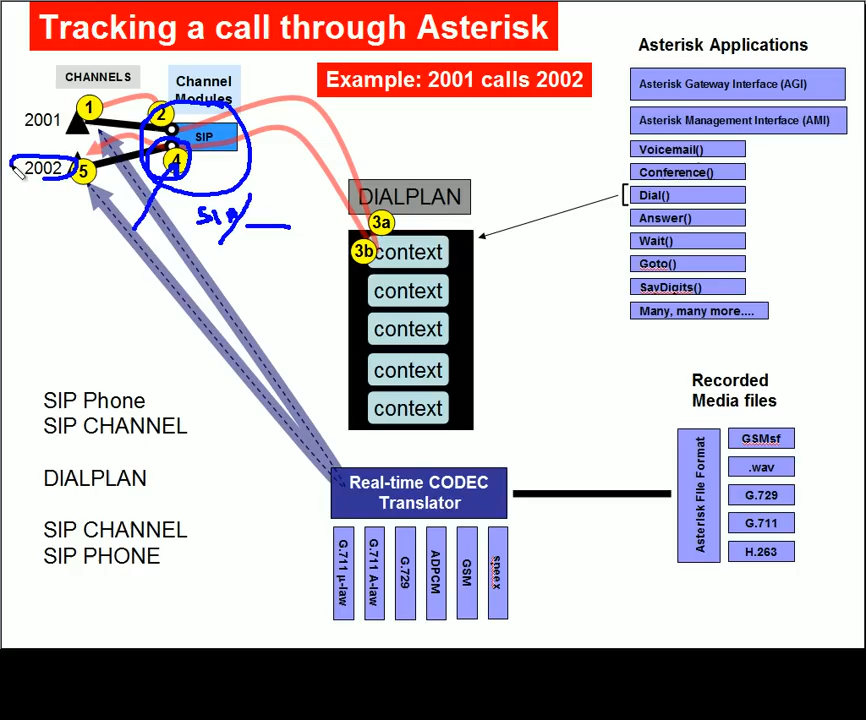 Tracking a call through Asterisk
Example: 2001 calls 2002
CHANNELS
Channel
Modules
2001
2002
1
2
SIP
4
5
SIP/
DIALPLAN
3a
3b
context
context
context
context
context
Asterisk Applications
Asterisk Gateway Interface (AGI)
Asterisk Management Interface (AMI)
Voicemail()
Conference()
Dial()
Answer()
Wait()
Goto()
SayDigits()
Many, many more....
SIP Phone
SIP CHANNEL
DIALPLAN
SIP CHANNEL
SIP PHONE
Real-time CODEC
Translator
G.711 μ-law
G.711 A-law
G.729
ADPCM
GSM
speex
Recorded
Media files
Asterisk File Format
GSMsf
.wav
G.729
G.711
H.263